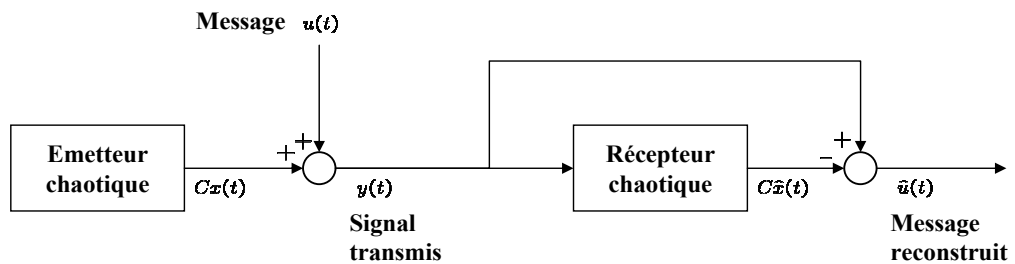 Message u(t)
Emetteur
chaotique
+
+
Cx(t)
y(t)
Signal
transmis
Récepteur
chaotique
+
−
Cx̂(t)
û(t)
Message
reconstruit